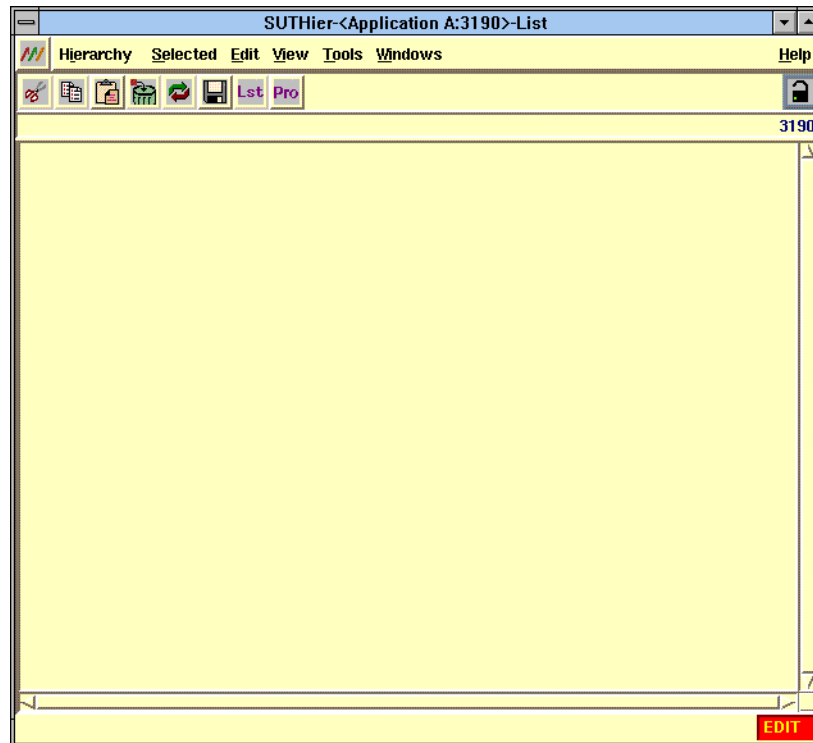 SUTHier-<Application A:3190>-List
Hierarchy Selected Edit View Tools Windows Help
Lst Pro
3190
EDIT